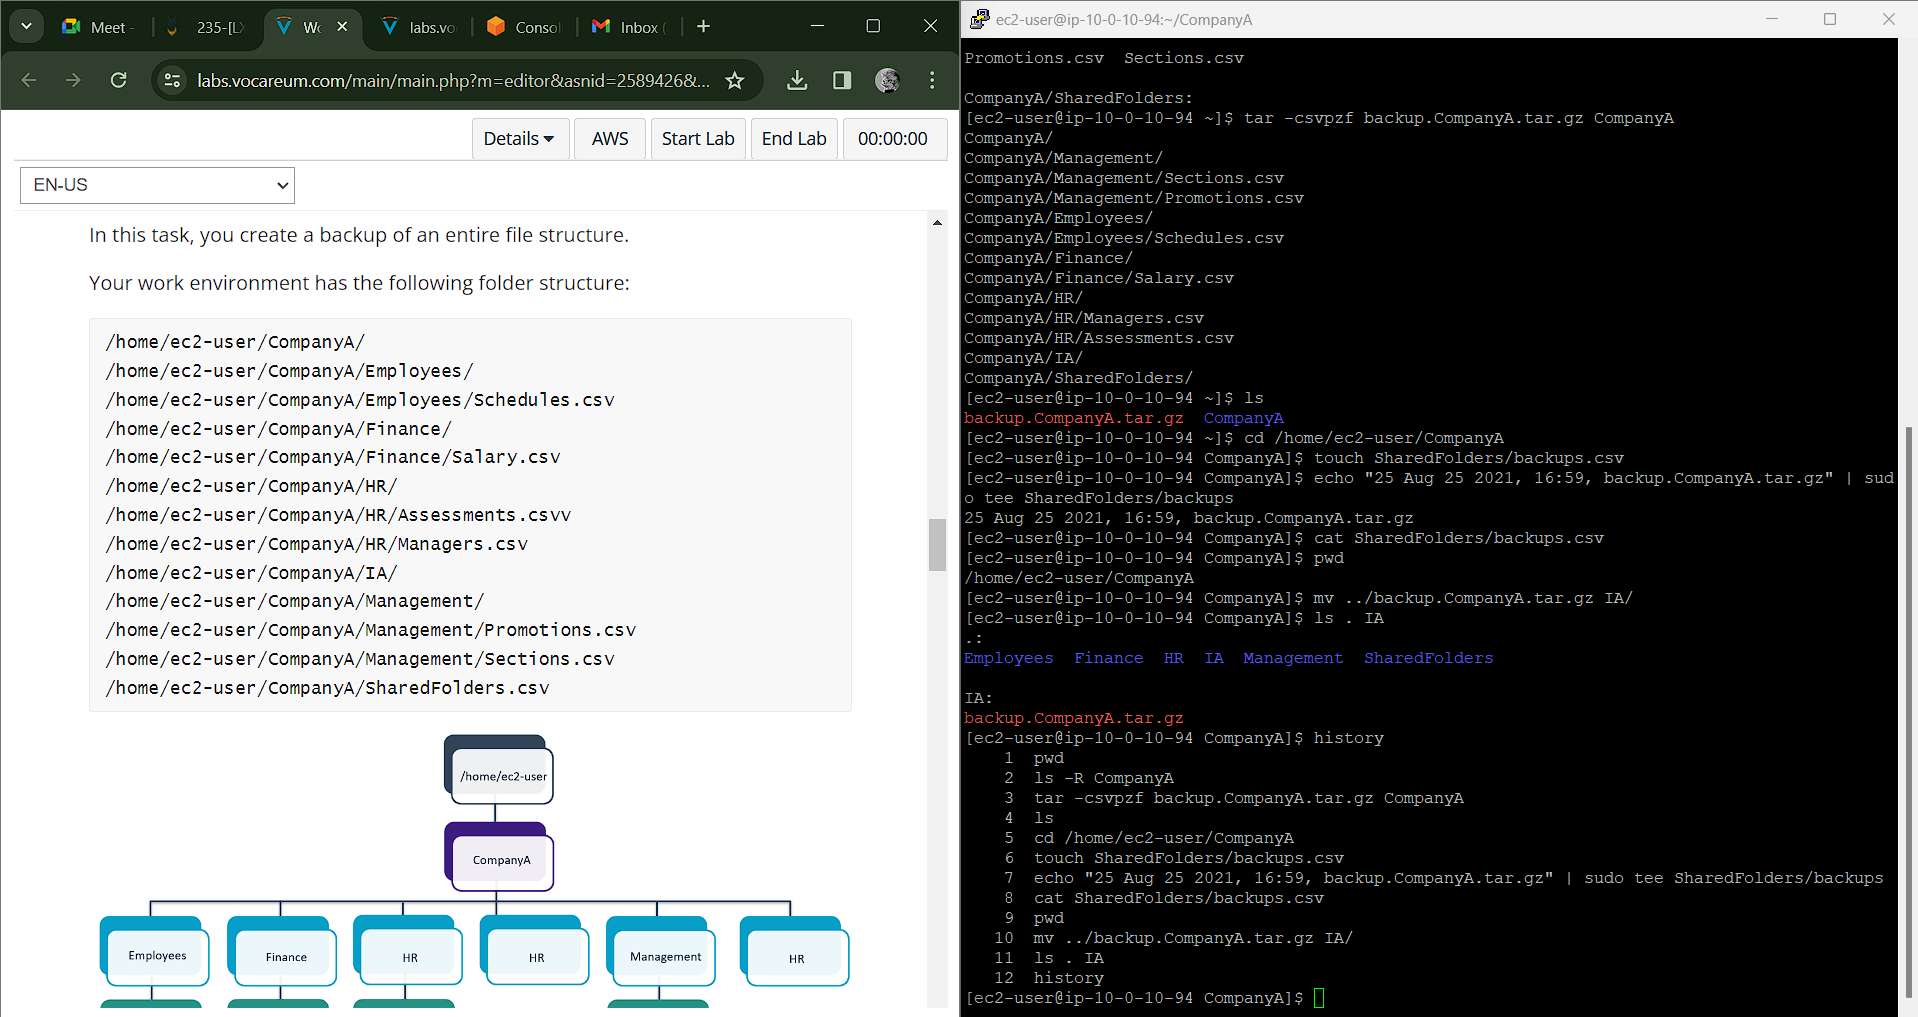 Meet -
235-[L
Wo
labs.vo
Consol
Inbox (
labs.vocareum.com/main/main.php?m=editor&asnid=2589426&...
Details
AWS
Start Lab
End Lab
00:00:00
EN-US
In this task, you create a backup of an entire file structure.
Your work environment has the following folder structure:
/home/ec2-user/CompanyA/
/home/ec2-user/CompanyA/Employees/
/home/ec2-user/CompanyA/Employees/Schedules.csv
/home/ec2-user/CompanyA/Finance/
/home/ec2-user/CompanyA/Finance/Salary.csv
/home/ec2-user/CompanyA/HR/
/home/ec2-user/CompanyA/HR/Assessments.csvv
/home/ec2-user/CompanyA/HR/Managers.csv
/home/ec2-user/CompanyA/IA/
/home/ec2-user/CompanyA/Management/
/home/ec2-user/CompanyA/Management/Promotions.csv
/home/ec2-user/CompanyA/Management/Sections.csv
/home/ec2-user/CompanyA/SharedFolders.csv
/home/ec2-user
CompanyA
Employees
Finance
HR
HR
Management
HR
ec2-user@ip-10-0-10-94:~/CompanyA
Promotions.csv  Sections.csv
CompanyA/SharedFolders:
[ec2-user@ip-10-0-10-94 ~]$ tar -csvpzf backup.CompanyA.tar.gz CompanyA
CompanyA/
CompanyA/Management/
CompanyA/Management/Sections.csv
CompanyA/Management/Promotions.csv
CompanyA/Employees/
CompanyA/Employees/Schedules.csv
CompanyA/Finance/
CompanyA/Finance/Salary.csv
CompanyA/HR/
CompanyA/HR/Managers.csv
CompanyA/HR/Assessments.csv
CompanyA/IA/
CompanyA/SharedFolders/
[ec2-user@ip-10-0-10-94 ~]$ ls
backup.CompanyA.tar.gz  CompanyA
[ec2-user@ip-10-0-10-94 ~]$ cd /home/ec2-user/CompanyA
[ec2-user@ip-10-0-10-94 CompanyA]$ touch SharedFolders/backups.csv
[ec2-user@ip-10-0-10-94 CompanyA]$ echo "25 Aug 25 2021, 16:59, backup.CompanyA.tar.gz" | sud
o tee SharedFolders/backups
25 Aug 25 2021, 16:59, backup.CompanyA.tar.gz
[ec2-user@ip-10-0-10-94 CompanyA]$ cat SharedFolders/backups.csv
[ec2-user@ip-10-0-10-94 CompanyA]$ pwd
/home/ec2-user/CompanyA
[ec2-user@ip-10-0-10-94 CompanyA]$ mv ../backup.CompanyA.tar.gz IA/
[ec2-user@ip-10-0-10-94 CompanyA]$ ls . IA
.:
Employees  Finance  HR  IA  Management  SharedFolders
IA:
backup.CompanyA.tar.gz
[ec2-user@ip-10-0-10-94 CompanyA]$ history
1  pwd
2  ls -R CompanyA
3  tar -csvpzf backup.CompanyA.tar.gz CompanyA
4  ls
5  cd /home/ec2-user/CompanyA
6  touch SharedFolders/backups.csv
7  echo "25 Aug 25 2021, 16:59, backup.CompanyA.tar.gz" | sudo tee SharedFolders/backups
8  cat SharedFolders/backups.csv
9  pwd
10  mv ../backup.CompanyA.tar.gz IA/
11  ls . IA
12  history
[ec2-user@ip-10-0-10-94 CompanyA]$